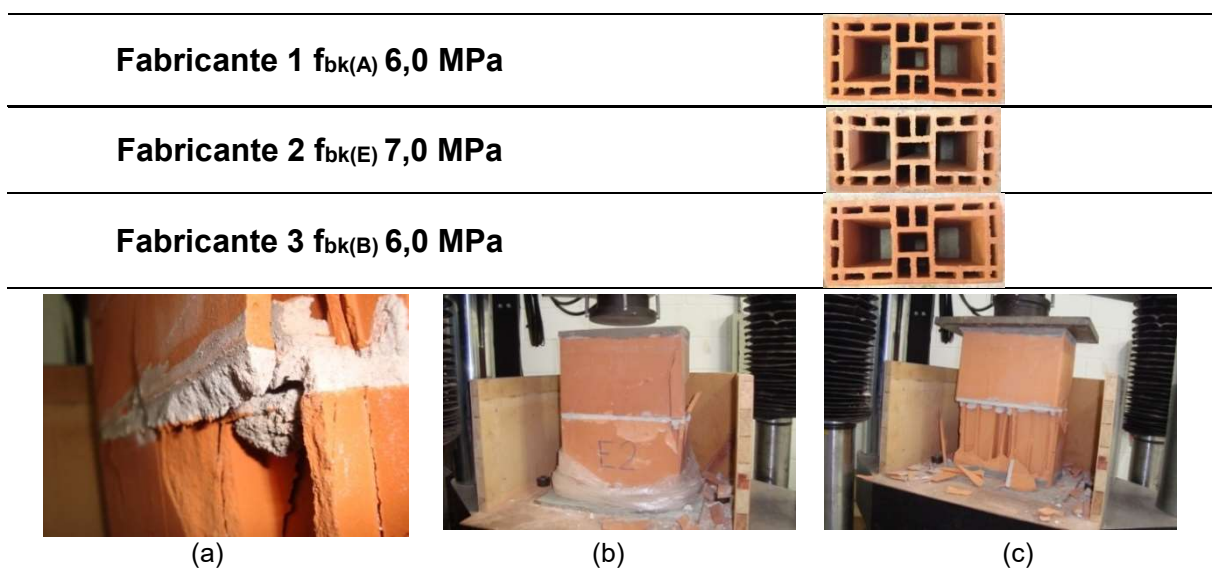 Fabricante 1 fbk(A) 6,0 MPa
Fabricante 2 fbk(E) 7,0 MPa
Fabricante 3 fbk(B) 6,0 MPa
E2
(a) (b) (c)